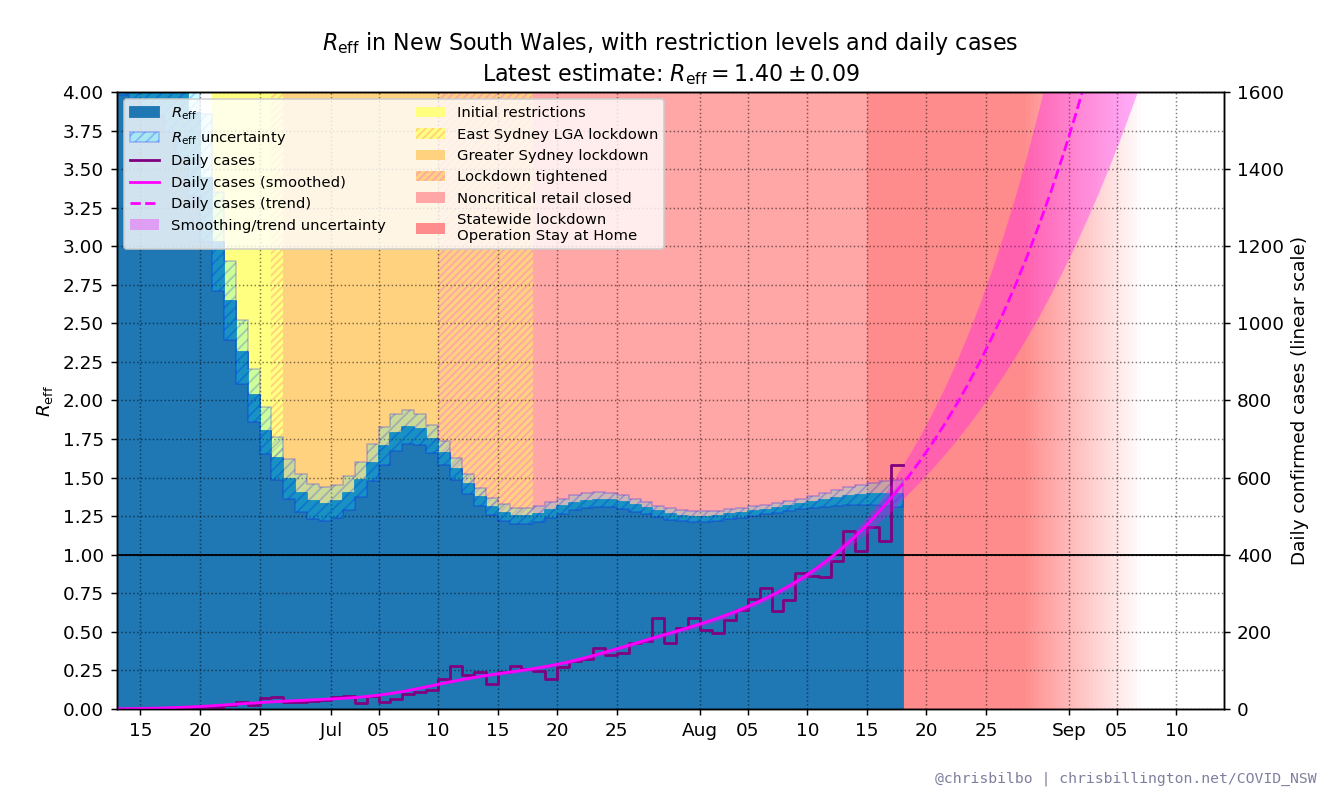 R_eff in New South Wales, with restriction levels and daily cases
Latest estimate: R_eff = 1.40 ± 0.09
R_eff
R_eff uncertainty
Daily cases
Daily cases (smoothed)
Daily cases (trend)
Smoothing/trend uncertainty
Initial restrictions
East Sydney LGA lockdown
Greater Sydney lockdown
Lockdown tightened
Noncritical retail closed
Statewide lockdown
Operation Stay at Home
4.00
3.75
3.50
3.25
3.00
2.75
2.50
2.25
2.00
1.75
1.50
1.25
1.00
0.75
0.50
0.25
0.00
R_eff
1600
1400
1200
1000
800
600
400
200
0
Daily confirmed cases (linear scale)
15 20 25 Jul 05 10 15 20 25 Aug 05 10 15 20 25 Sep 05 10
@chrisbilbo | chrisbillington.net/COVID_NSW